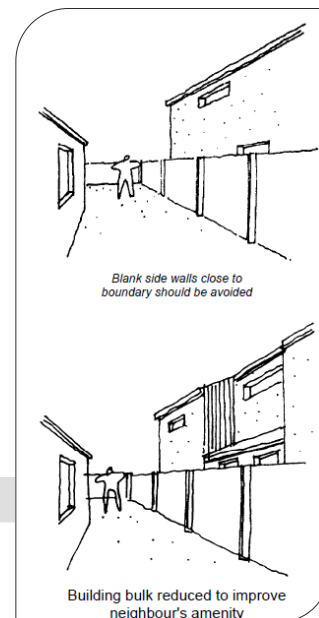 Blank side walls close to
boundary should be avoided
Building bulk reduced to improve
neighbour's amenity